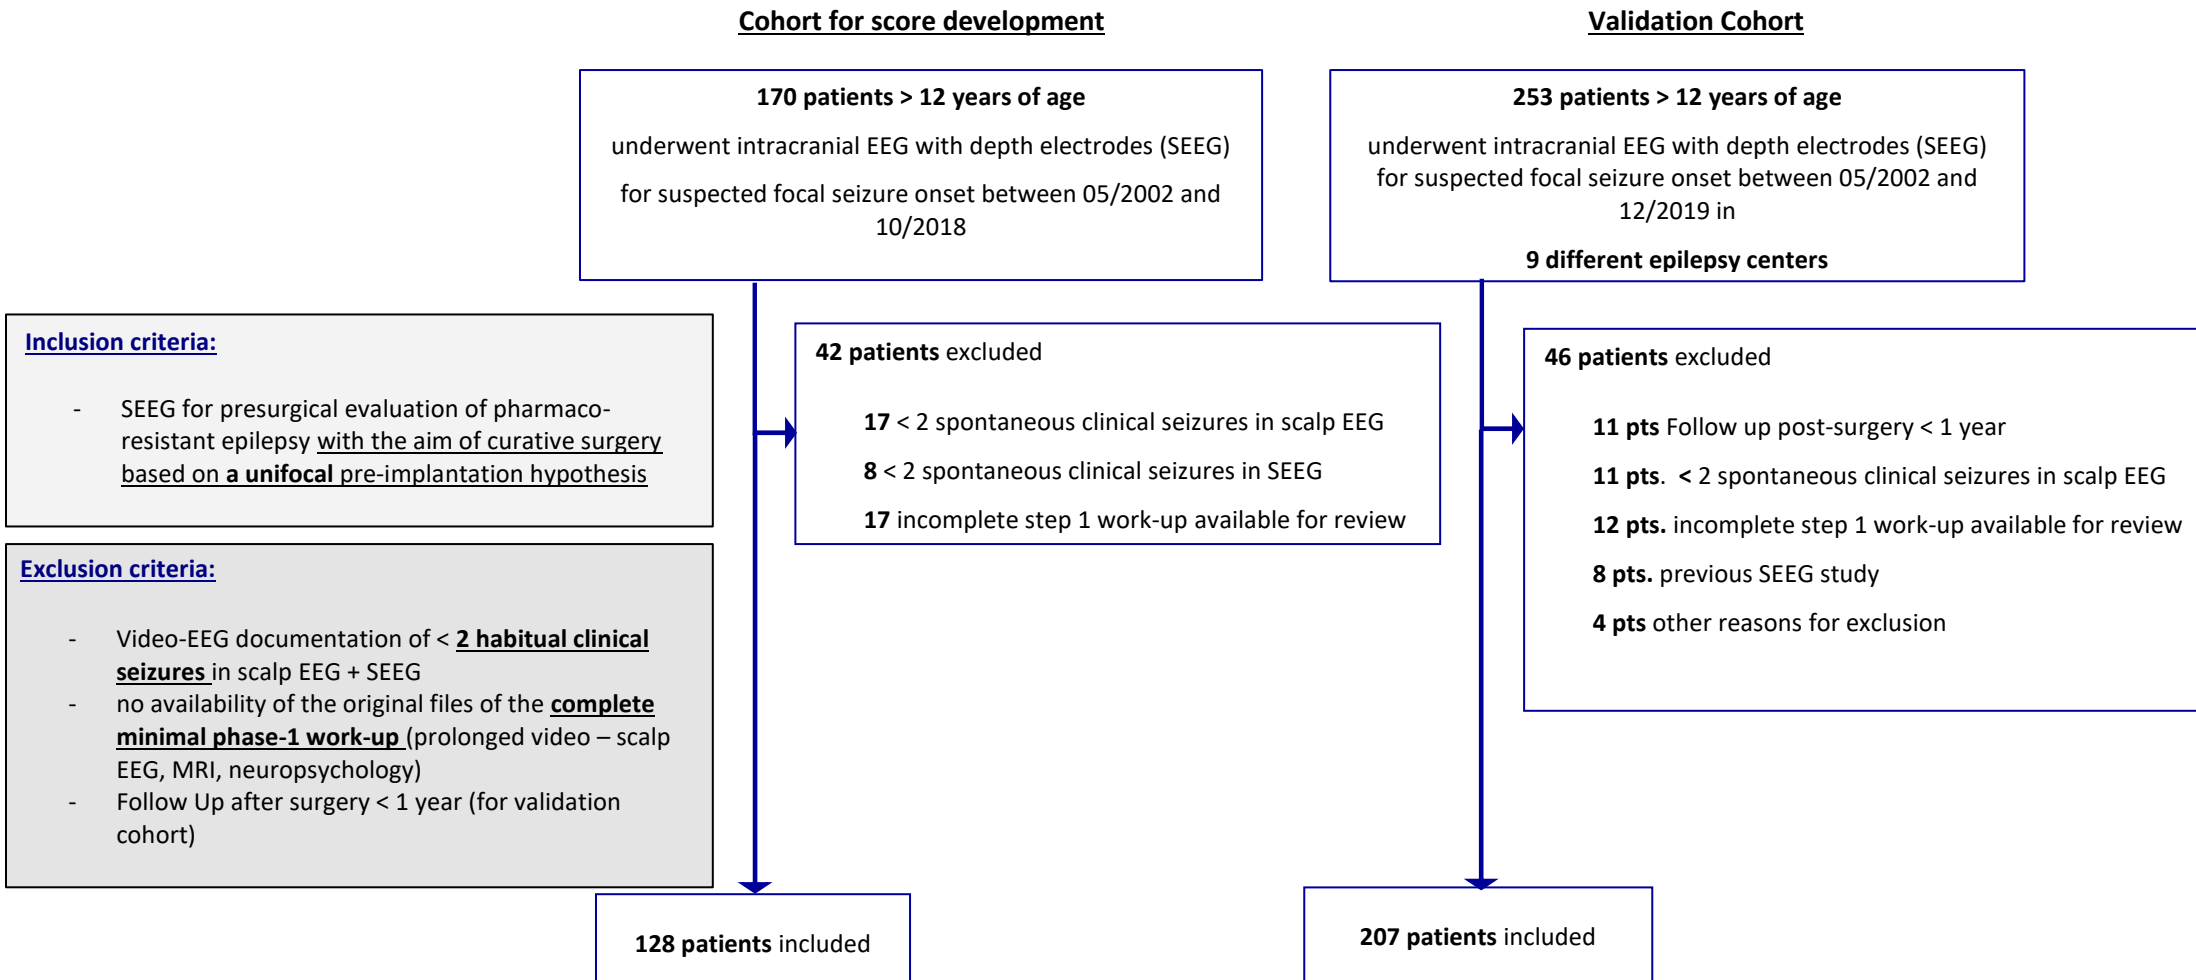 Cohort for score development
170 patients > 12 years of age
underwent intracranial EEG with depth electrodes (SEEG)
for suspected focal seizure onset between 05/2002 and
10/2018
Validation Cohort
253 patients > 12 years of age
underwent intracranial EEG with depth electrodes (SEEG)
for suspected focal seizure onset between 05/2002 and
12/2019 in
9 different epilepsy centers
Inclusion criteria:
- SEEG for presurgical evaluation of pharmaco-
resistant epilepsy with the aim of curative surgery
based on a unifocal pre-implantation hypothesis
Exclusion criteria:
- Video-EEG documentation of < 2 habitual clinical
seizures in scalp EEG + SEEG
- no availability of the original files of the complete
minimal phase-1 work-up (prolonged video – scalp
EEG, MRI, neuropsychology)
- Follow Up after surgery < 1 year (for validation
cohort)
42 patients excluded
17 < 2 spontaneous clinical seizures in scalp EEG
8 < 2 spontaneous clinical seizures in SEEG
17 incomplete step 1 work-up available for review
46 patients excluded
11 pts Follow up post-surgery < 1 year
11 pts. < 2 spontaneous clinical seizures in scalp EEG
12 pts. incomplete step 1 work-up available for review
8 pts. previous SEEG study
4 pts other reasons for exclusion
128 patients included
207 patients included